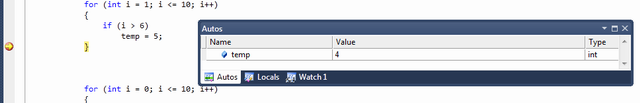 for (int i = 1; i <= 10; i++)
{
if (i > 6)
temp = 5;
}
for (int i = 0; i <= 10; i++)
{
Autos
Name Value Type
temp 4 int
Autos Locals Watch 1